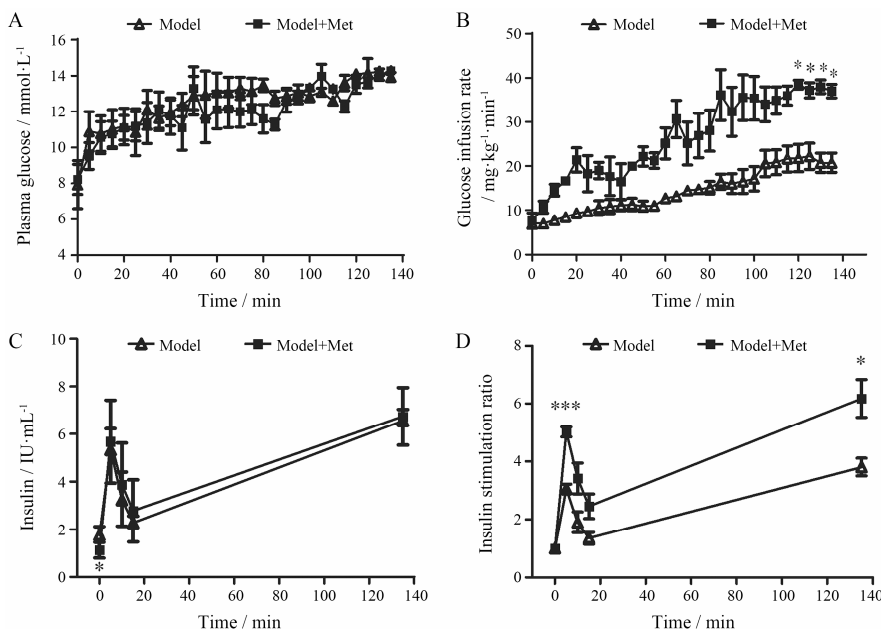 A
Model
Model+Met
Plasma glucose / mmol·L-1
16
14
12
10
8
6
4
0
20
40
60
80
100
120
140
Time / min
B
Model
Model+Met
Glucose infusion rate
/ mg·kg-1·min-1
50
40
30
20
10
0
20
40
60
80
100
120
140
* * * *
Time / min
C
Model
Model+Met
Insulin / IU·mL-1
10
8
6
4
2
0
0
20
40
60
80
100
120
140
*
Time / min
D
Model
Model+Met
Insulin stimulation ratio
8
6
4
2
0
0
20
40
60
80
100
120
140
***
*
Time / min